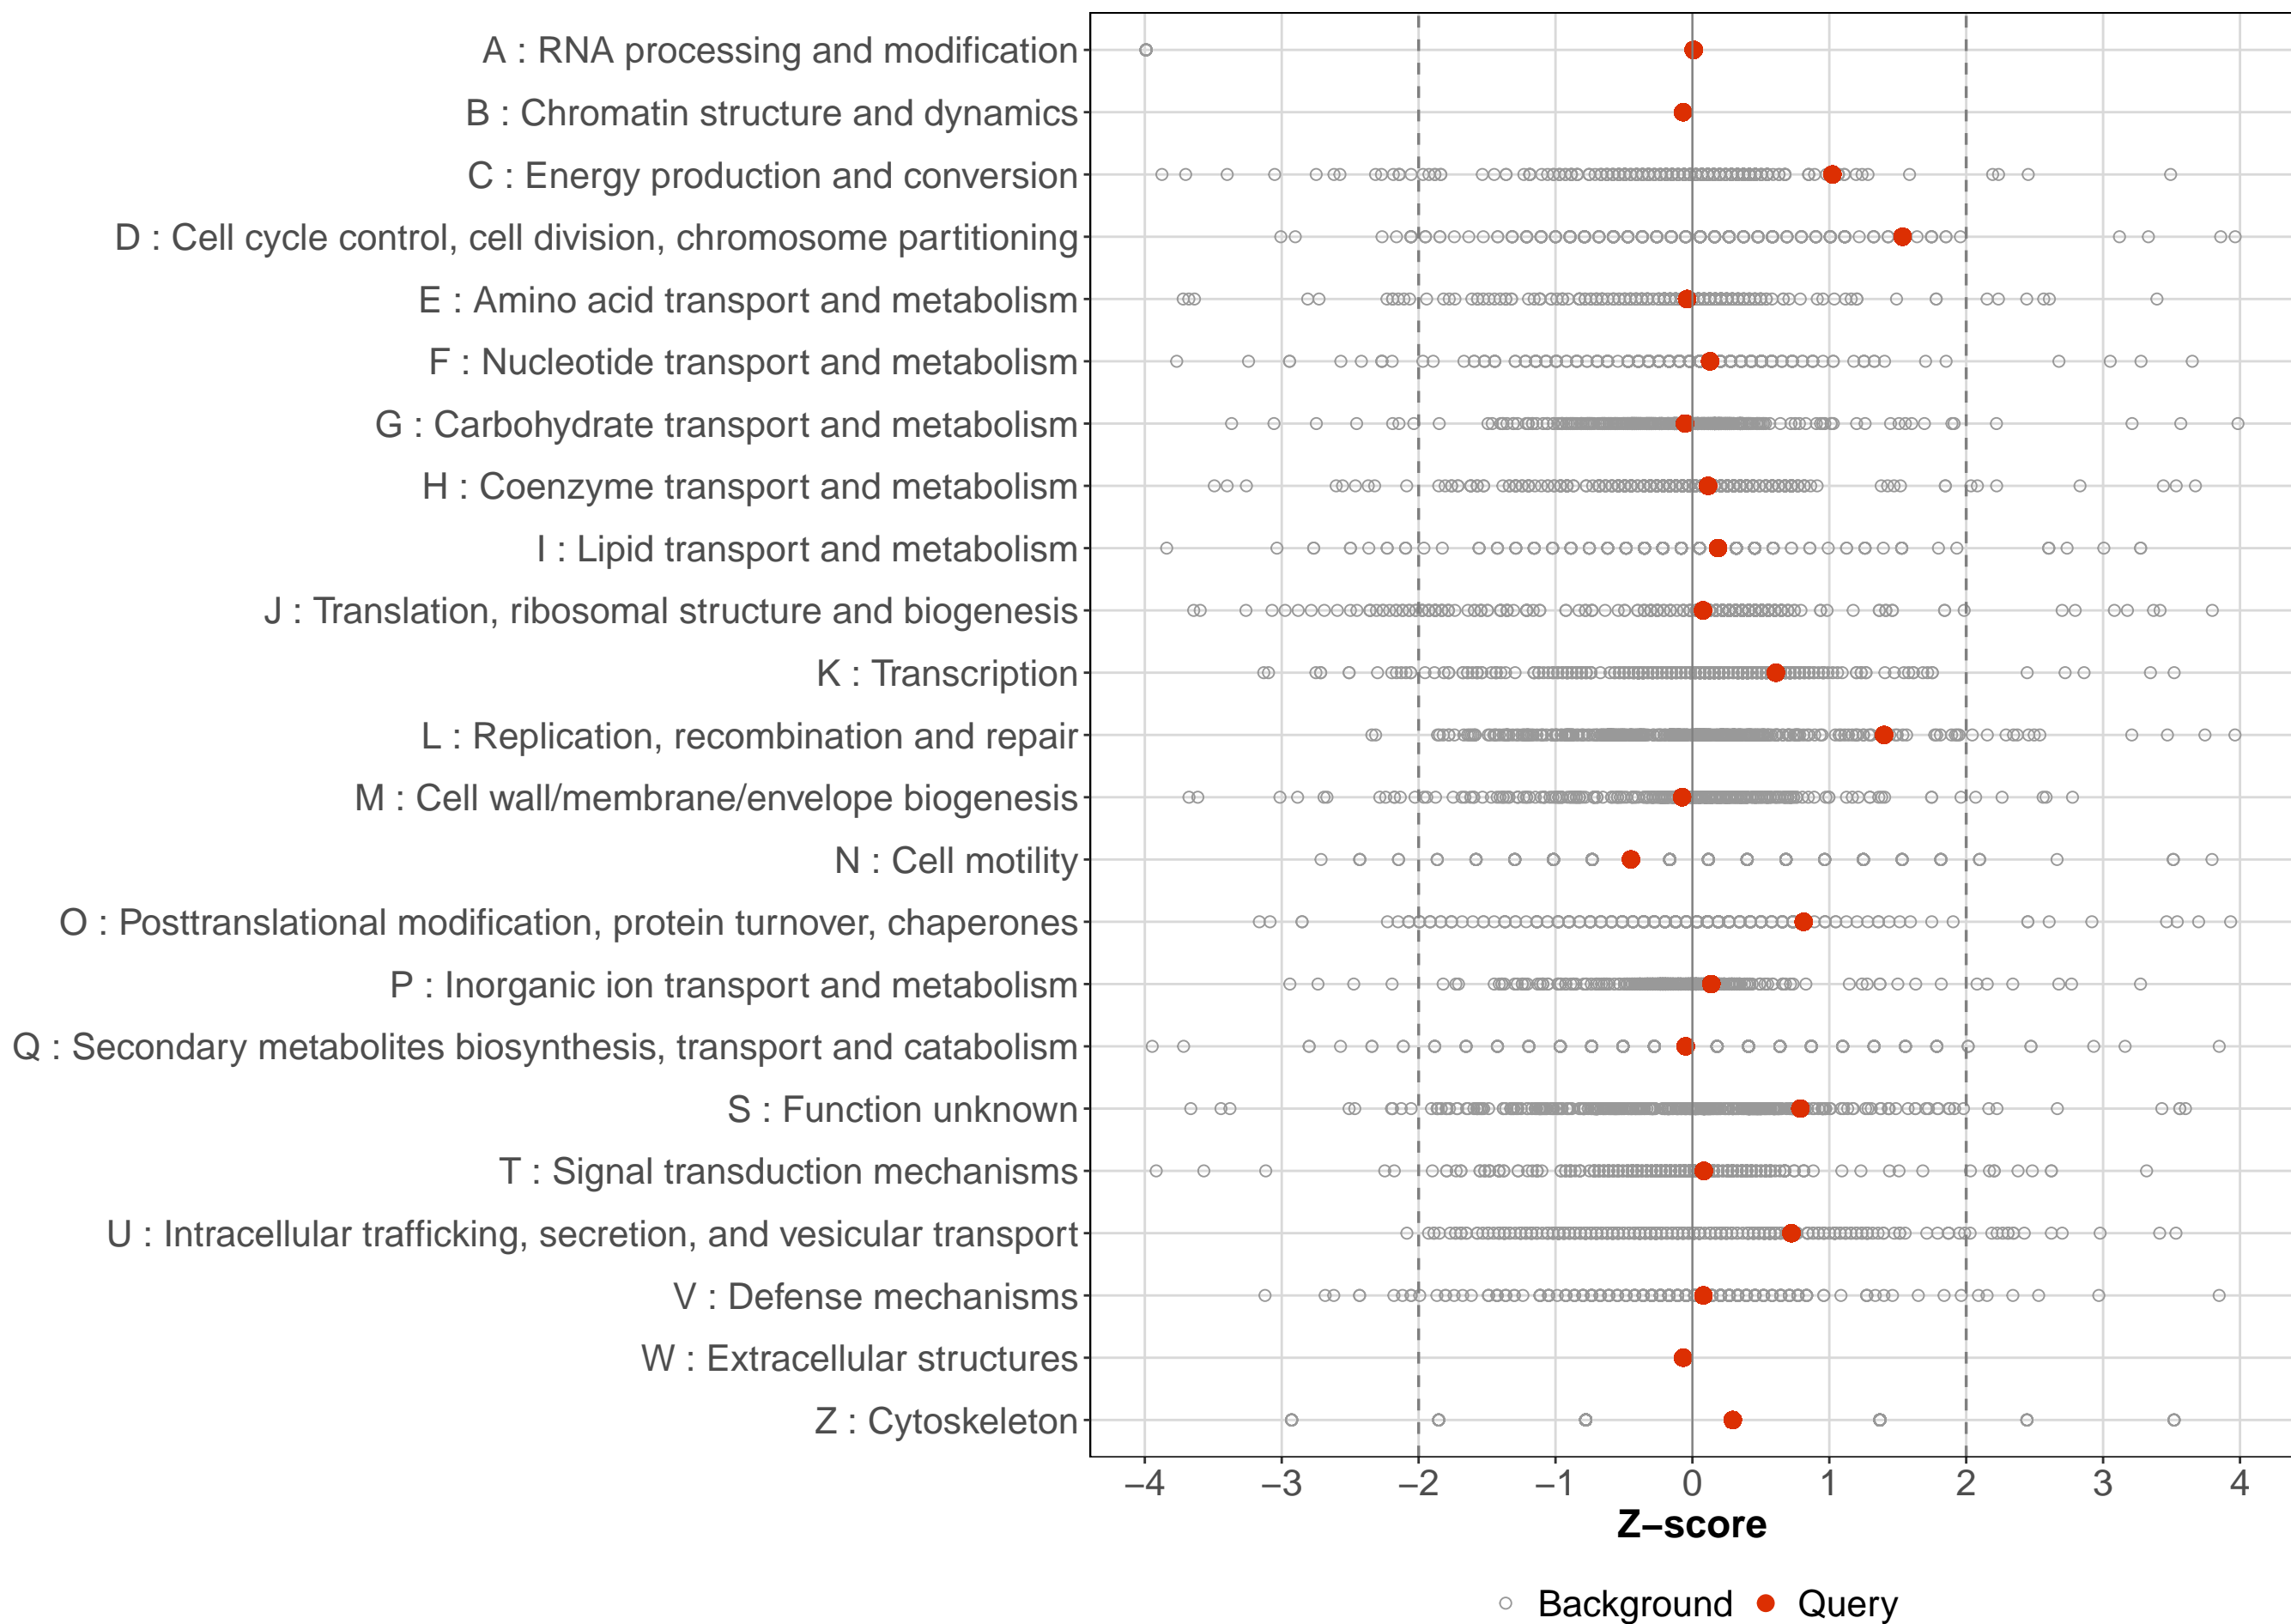 A : RNA processing and modification
B : Chromatin structure and dynamics
C : Energy production and conversion
D : Cell cycle control, cell division, chromosome partitioning
E : Amino acid transport and metabolism
F : Nucleotide transport and metabolism
G : Carbohydrate transport and metabolism
H : Coenzyme transport and metabolism
I : Lipid transport and metabolism
J : Translation, ribosomal structure and biogenesis
K : Transcription
L : Replication, recombination and repair
M : Cell wall/membrane/envelope biogenesis
N : Cell motility
O : Posttranslational modification, protein turnover, chaperones
P : Inorganic ion transport and metabolism
Q : Secondary metabolites biosynthesis, transport and catabolism
S : Function unknown
T : Signal transduction mechanisms
U : Intracellular trafficking, secretion, and vesicular transport
V : Defense mechanisms
W : Extracellular structures
Z : Cytoskeleton
−4 −3 −2 −1 0 1 2 3 4
Z−score
Background Query